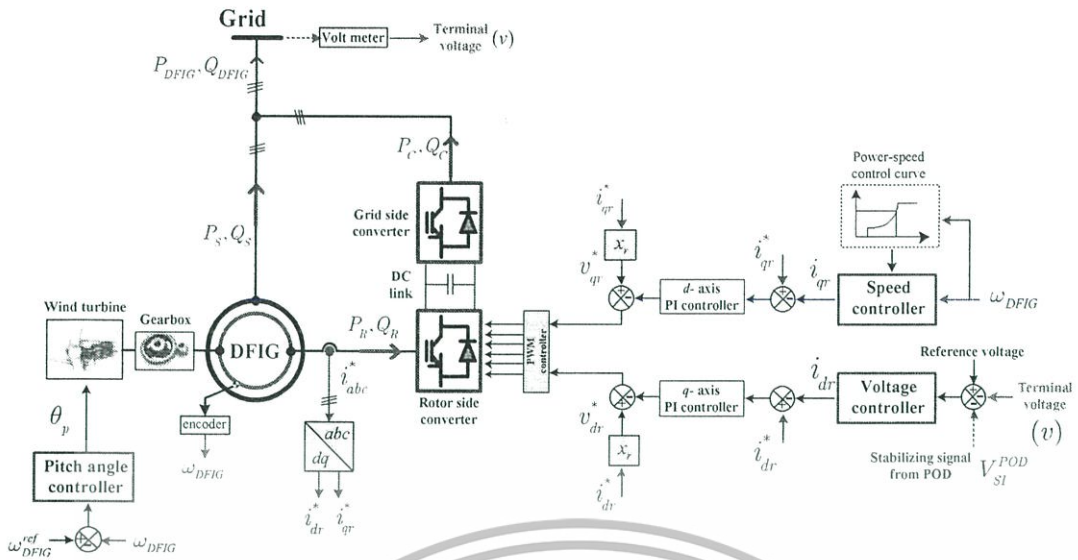 Grid
Volt meter
Terminal
voltage (v)
P_DFIG, Q_DFIG
P_C, Q_C
P_S, Q_S
Grid side
converter
DC
link
Wind turbine
Gearbox
DFIG
P_R, Q_R
i*_abc
Rotor side
converter
PWM
controller
encoder
ω_DFIG
abc
dq
i*_dr
i*_qr
θ_p
Pitch angle
controller
ω^ref_DFIG
ω_DFIG
Power-speed
control curve
i*_qr
x_r
v*_qr
d- axis
PI controller
i*_qr
i_qr
Speed
controller
ω_DFIG
Reference voltage
v*_dr
q- axis
PI controller
i_dr
Voltage
controller
Terminal
voltage
(v)
x_r
i*_dr
i*_dr
Stabilizing signal
from POD
V^POD_SI